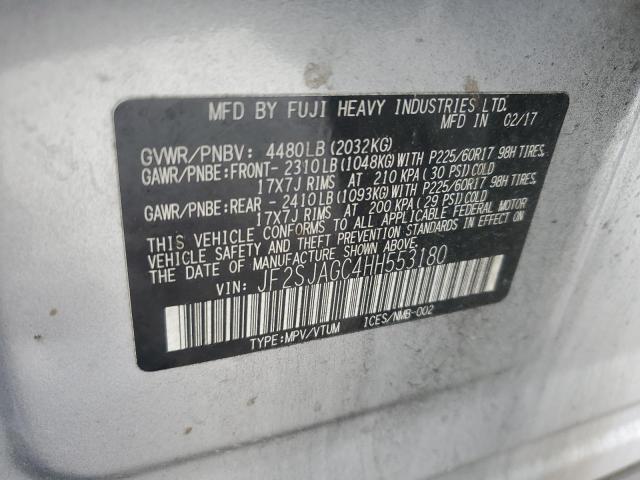 MFD BY FUJI HEAVY INDUSTRIES LTD.
MFD IN 02/17
GVWR/PNBV: 4480LB(2032KG)
GAWR/PNBE:FRONT- 2310LB(1048KG)WITH P225/60R17 98H TIRES,
17X7J RIMS AT 210 KPA(30 PSI)COLD
GAWR/PNBE:REAR - 2410LB(1093KG)WITH P225/60R17 98H TIRES,
17X7J RIMS AT 200 KPA(29 PSI)COLD
THIS VEHICLE CONFORMS TO ALL APPLICABLE FEDERAL MOTOR
VEHICLE SAFETY AND THEFT PREVENTION STANDARDS IN EFFECT ON
THE DATE OF MANUFACTURE SHOWN ABOVE.
VIN: JF2SJAGC4HH553180
TYPE:MPV/VTUM ICES/NMB-002